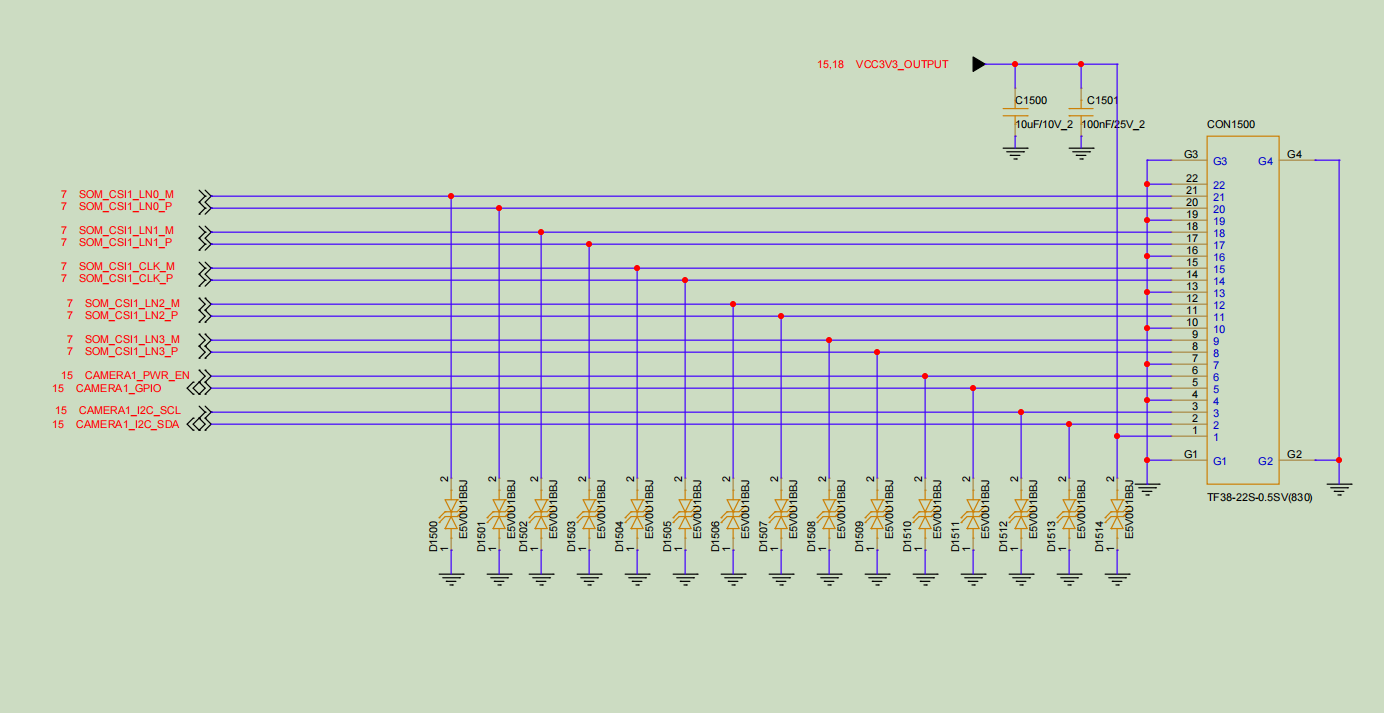 15,18 VCC3V3_OUTPUT
C1500
10uF/10V_2
C1501
100nF/25V_2
CON1500
7 SOM_CSI1_LN0_M
7 SOM_CSI1_LN0_P
7 SOM_CSI1_LN1_M
7 SOM_CSI1_LN1_P
7 SOM_CSI1_CLK_M
7 SOM_CSI1_CLK_P
7 SOM_CSI1_LN2_M
7 SOM_CSI1_LN2_P
7 SOM_CSI1_LN3_M
7 SOM_CSI1_LN3_P
15 CAMERA1_PWR_EN
15 CAMERA1_GPIO
15 CAMERA1_I2C_SCL
15 CAMERA1_I2C_SDA
G3 G3 G4 G4
22 22
21 21
20 20
19 19
18 18
17 17
16 16
15 15
14 14
13 13
12 12
11 11
10 10
9 9
8 8
7 7
6 6
5 5
4 4
3 3
2 2
1 1
G1 G1 G2 G2
TF38-22S-0.5SV(830)
D1500 1 2 E5V0U1BBJ
D1501 1 2 E5V0U1BBJ
D1502 1 2 E5V0U1BBJ
D1503 1 2 E5V0U1BBJ
D1504 1 2 E5V0U1BBJ
D1505 1 2 E5V0U1BBJ
D1506 1 2 E5V0U1BBJ
D1507 1 2 E5V0U1BBJ
D1508 1 2 E5V0U1BBJ
D1509 1 2 E5V0U1BBJ
D1510 1 2 E5V0U1BBJ
D1511 1 2 E5V0U1BBJ
D1512 1 2 E5V0U1BBJ
D1513 1 2 E5V0U1BBJ
D1514 1 2 E5V0U1BBJ